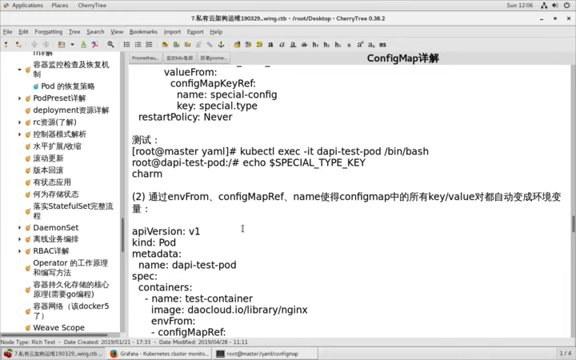 Applications Places CherryTree Sun 12:06
7.私有云架构运维190329..wing.ctb - /root/Desktop - CherryTree 0.38.2
File Edit Formatting Tree Search View Bookmarks Import Export Help
ConfigMap详解
容器监控检查及恢复机制
Pod 的恢复策略
PodPreset详解
deployment资源详解
rc资源(了解)
控制器模式解析
水平扩展/收缩
滚动更新
版本回滚
有状态应用
何为存储状态
落实StatefulSet完整流程
DaemonSet
离线业务编排
RBAC详解
Operator 的工作原理和编写方法
容器持久化存储的核心原理(需要go编程)
容器网络（该docker5了）
Weave Scope
valueFrom:
configMapKeyRef:
name: special-config
key: special.type
restartPolicy: Never
测试：
[root@master yaml]# kubectl exec -it dapi-test-pod /bin/bash
root@dapi-test-pod:/# echo $SPECIAL_TYPE_KEY
charm
(2) 通过envFrom、configMapRef、name使得configmap中的所有key/value对都自动变成环境变量：
apiVersion: v1
kind: Pod
metadata:
name: dapi-test-pod
spec:
containers:
- name: test-container
image: daocloud.io/library/nginx
envFrom:
- configMapRef:
Node Type: Rich Text - Date Created: 2019/01/21 - 17:33 - Date Modified: 2019/04/28 - 11:11
7.私有云架构运维190329..wing.ct...
Grafana - Kubernetes cluster monito...
root@master:/yaml/configmap
1 / 4